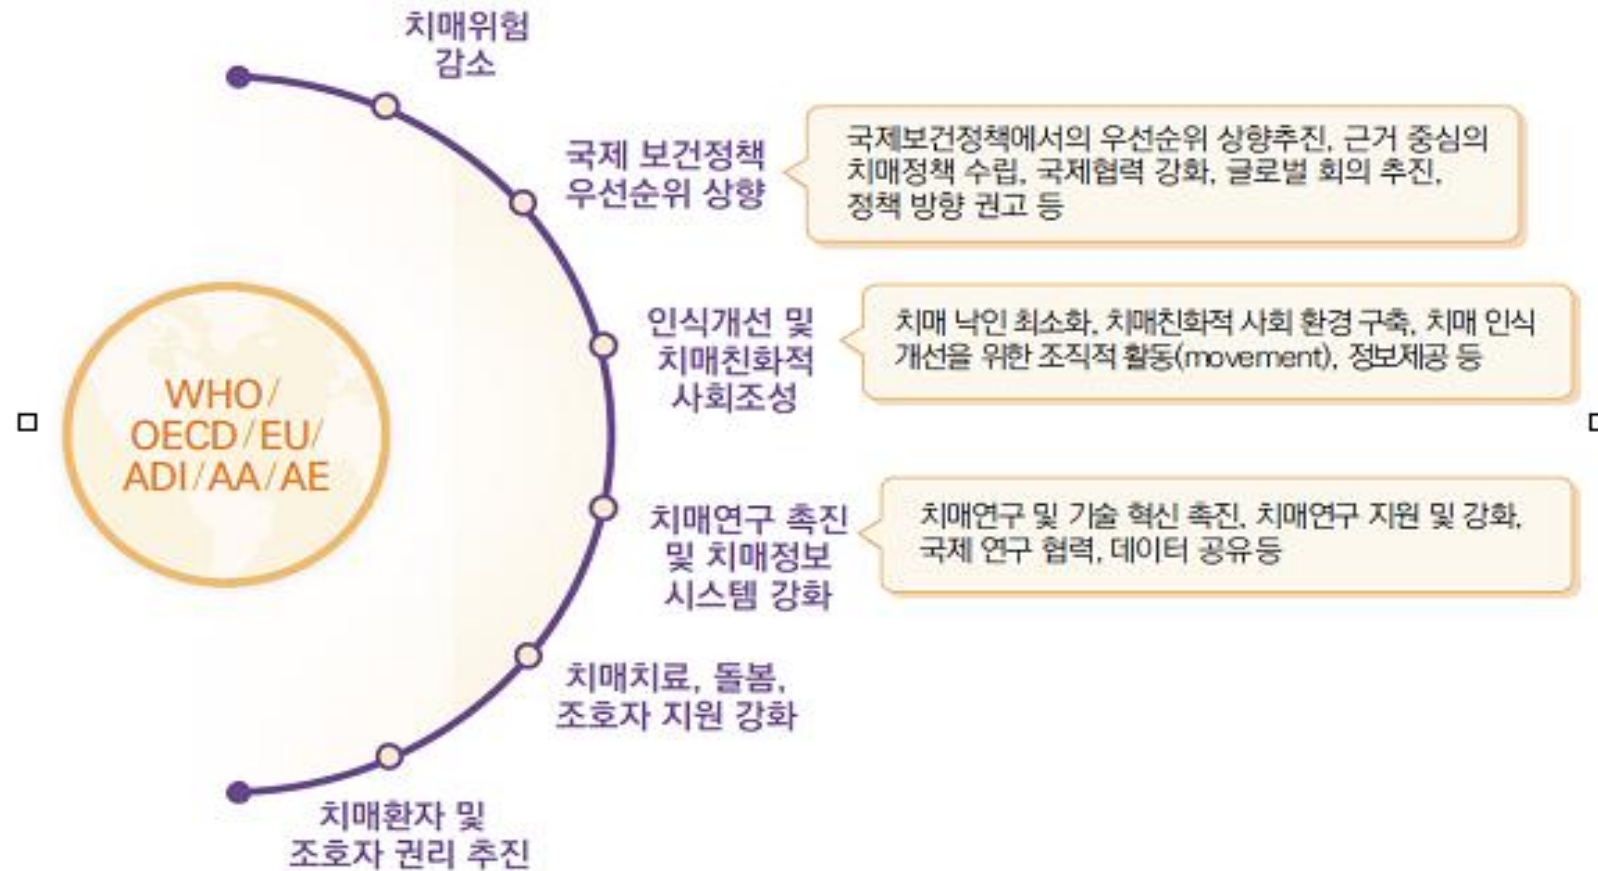 치매위험
감소
국제 보건정책
우선순위 상향
국제보건정책에서의 우선순위 상향추진, 근거 중심의
치매정책 수립, 국제협력 강화, 글로벌 회의 추진,
정책 방향 권고 등
인식개선 및
치매친화적
사회조성
치매 낙인 최소화, 치매친화적 사회 환경 구축, 치매 인식
개선을 위한 조직적 활동(movement), 정보제공 등
WHO/
OECD/EU/
ADI/AA/AE
치매연구 촉진
및 치매정보
시스템 강화
치매연구 및 기술 혁신 촉진, 치매연구 지원 및 강화,
국제 연구 협력, 데이터 공유 등
치매치료, 돌봄,
조호자 지원 강화
치매환자 및
조호자 권리 추진